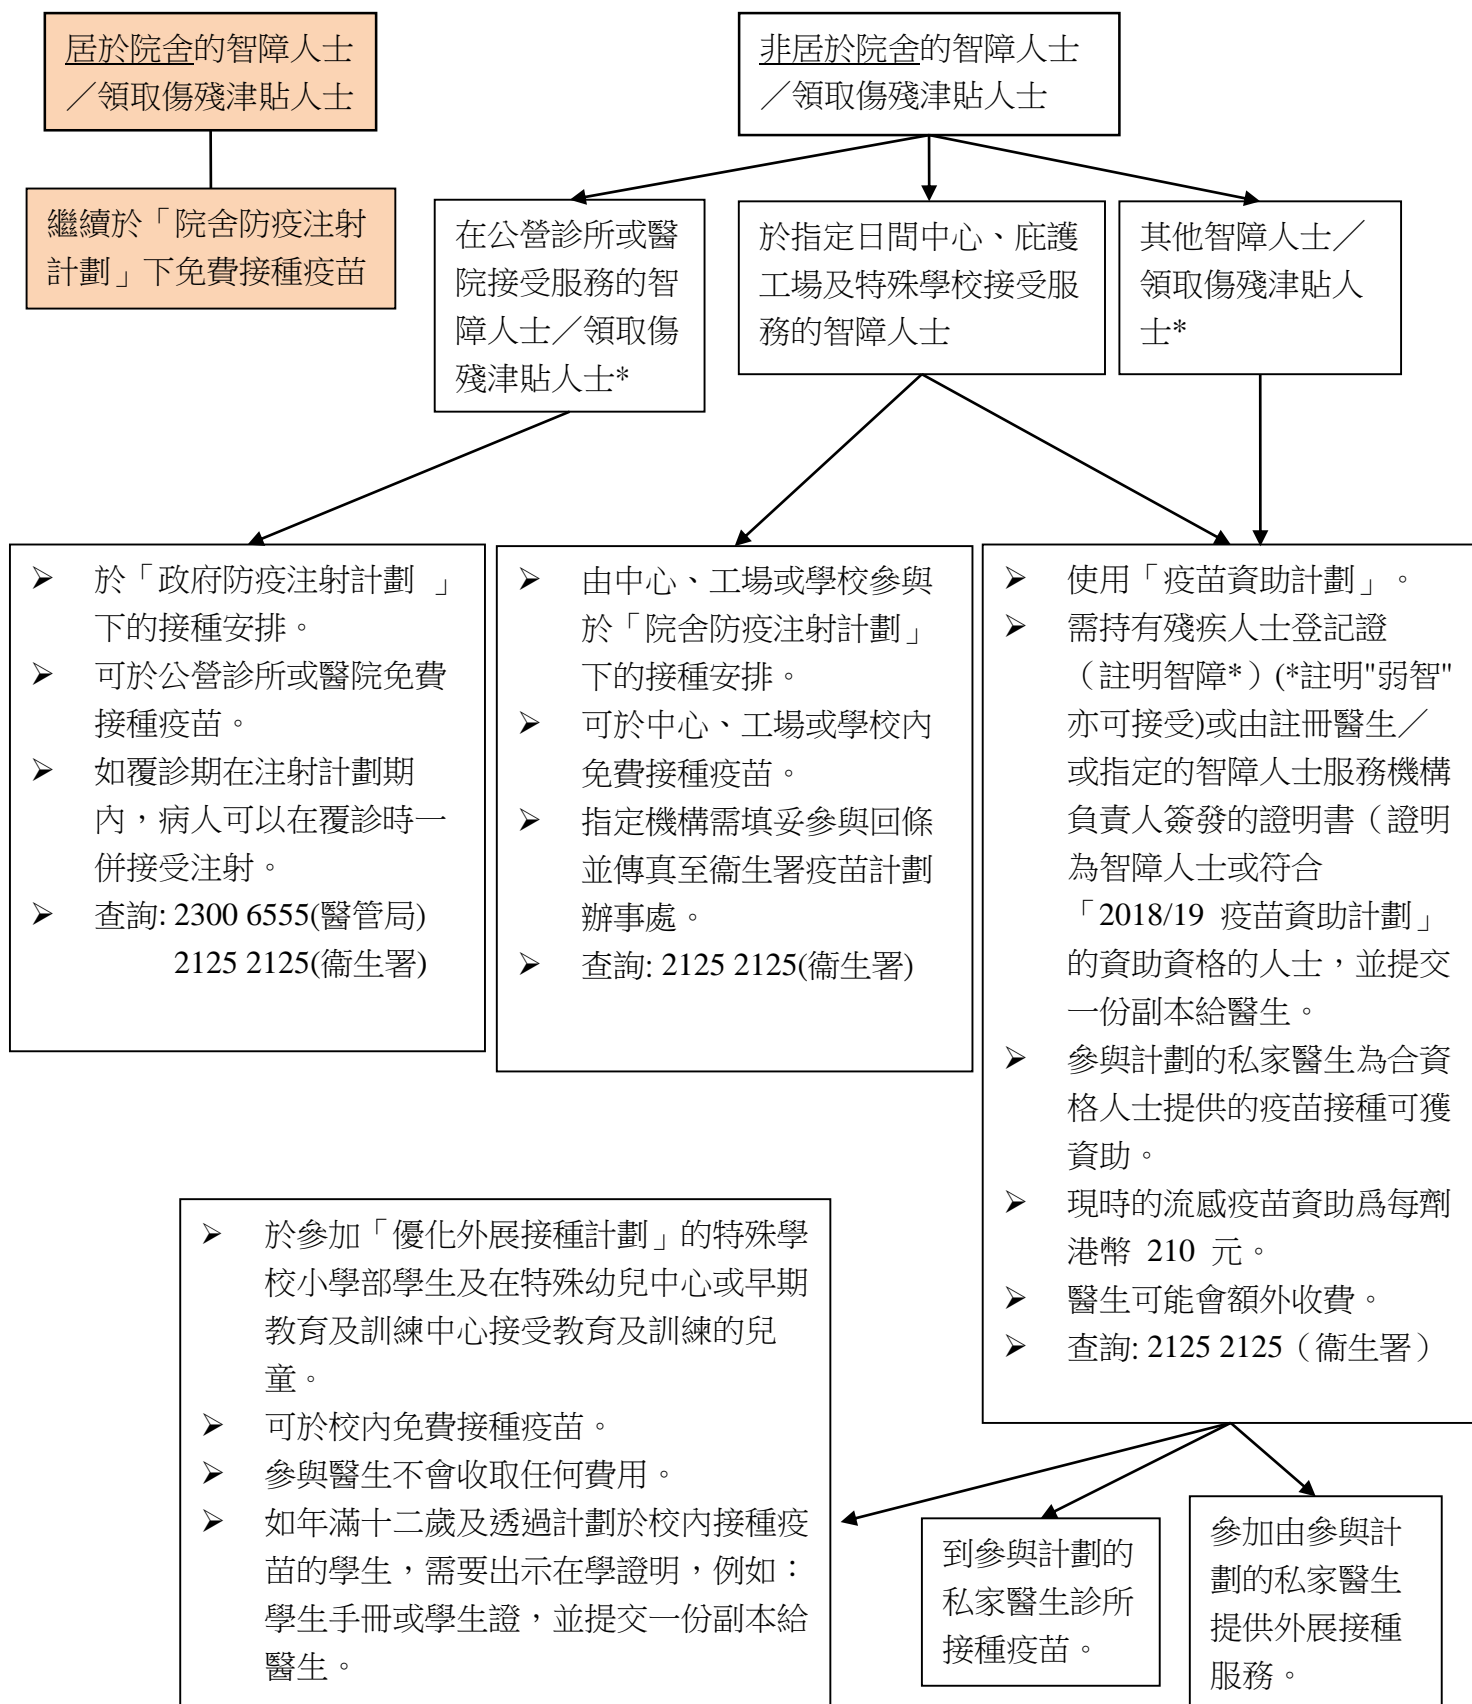 居於院舍的智障人士
／領取傷殘津貼人士
繼續於「院舍防疫注射
計劃」下免費接種疫苗
非居於院舍的智障人士
／領取傷殘津貼人士
在公營診所或醫
院接受服務的智
障人士／領取傷
殘津貼人士*
於指定日間中心、庇護
工場及特殊學校接受服
務的智障人士
其他智障人士／
領取傷殘津貼人
士*
➢ 於「政府防疫注射計劃 」
下的接種安排。
➢ 可於公營診所或醫院免費
接種疫苗。
➢ 如覆診期在注射計劃期
內，病人可以在覆診時一
併接受注射。
➢ 查詢: 2300 6555(醫管局)
2125 2125(衞生署)
➢ 由中心、工場或學校參與
於「院舍防疫注射計劃」
下的接種安排。
➢ 可於中心、工場或學校內
免費接種疫苗。
➢ 指定機構需填妥參與回條
並傳真至衞生署疫苗計劃
辦事處。
➢ 查詢: 2125 2125(衞生署)
➢ 使用「疫苗資助計劃」。
➢ 需持有殘疾人士登記證
（註明智障*）(*註明"弱智"
亦可接受)或由註冊醫生／
或指定的智障人士服務機構
負責人簽發的證明書（證明
為智障人士或符合
「2018/19 疫苗資助計劃」
的資助資格的人士，並提交
一份副本給醫生。
➢ 參與計劃的私家醫生為合資
格人士提供的疫苗接種可獲
資助。
➢ 現時的流感疫苗資助爲每劑
港幣 210 元。
➢ 醫生可能會額外收費。
➢ 查詢: 2125 2125（衞生署）
➢ 於參加「優化外展接種計劃」的特殊學
校小學部學生及在特殊幼兒中心或早期
教育及訓練中心接受教育及訓練的兒
童。
➢ 可於校內免費接種疫苗。
➢ 參與醫生不會收取任何費用。
➢ 如年滿十二歲及透過計劃於校內接種疫
苗的學生，需要出示在學證明，例如：
學生手冊或學生證，並提交一份副本給
醫生。
到參與計劃的
私家醫生診所
接種疫苗。
參加由參與計
劃的私家醫生
提供外展接種
服務。